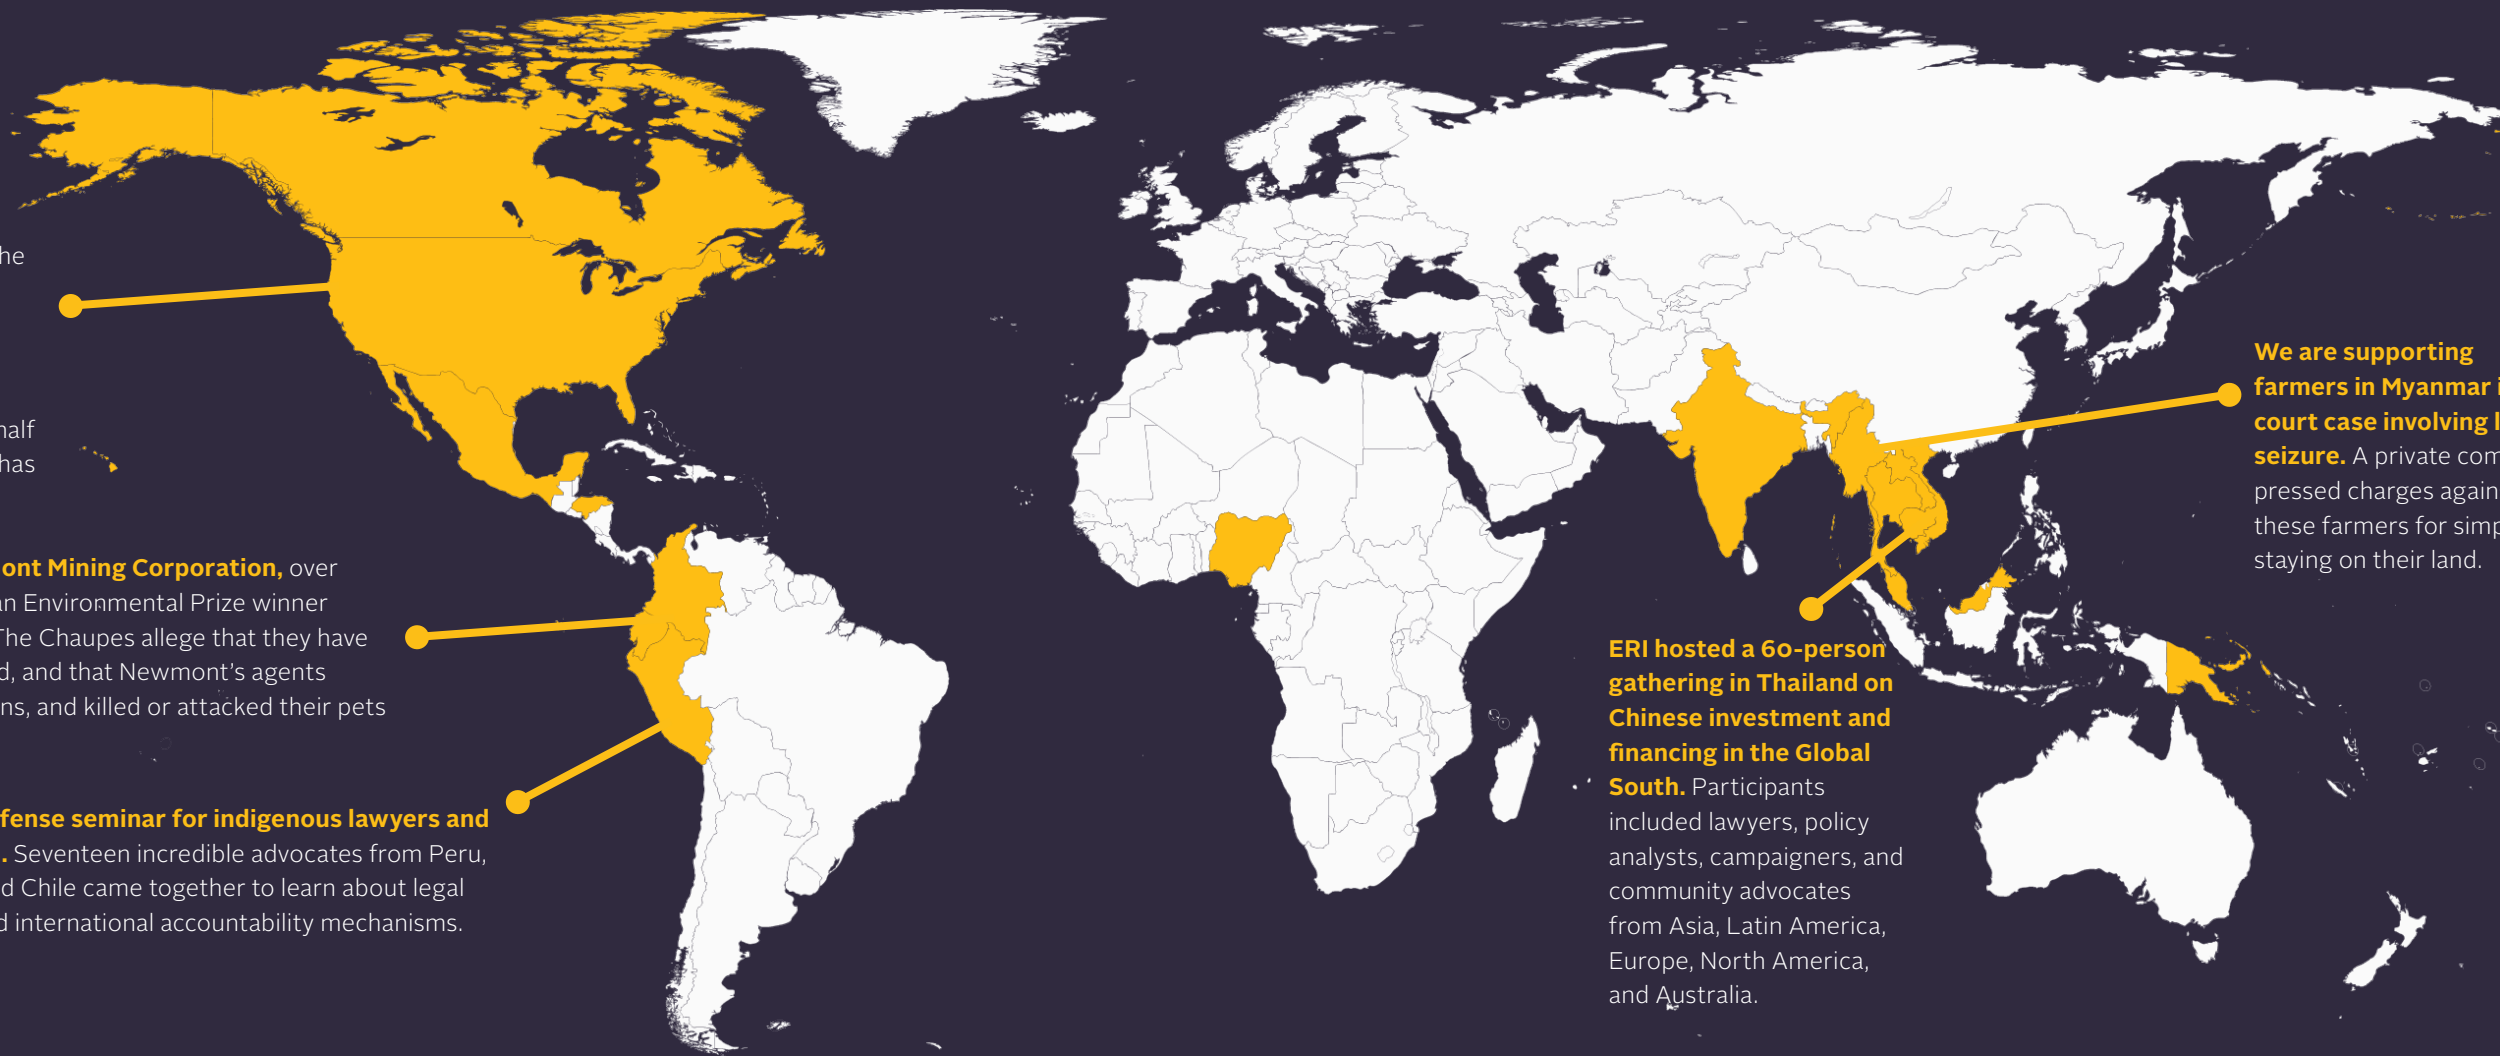 he
half
has
ont Mining Corporation, over
an Environmental Prize winner
The Chaupes allege that they have
d, and that Newmont's agents
ns, and killed or attacked their pets
fense seminar for indigenous lawyers and
. Seventeen incredible advocates from Peru,
d Chile came together to learn about legal
d international accountability mechanisms.
ERI hosted a 60-person
gathering in Thailand on
Chinese investment and
financing in the Global
South. Participants
included lawyers, policy
analysts, campaigners, and
community advocates
from Asia, Latin America,
Europe, North America,
and Australia.
We are supporting
farmers in Myanmar i
court case involving l
seizure. A private com
pressed charges again
these farmers for simp
staying on their land.